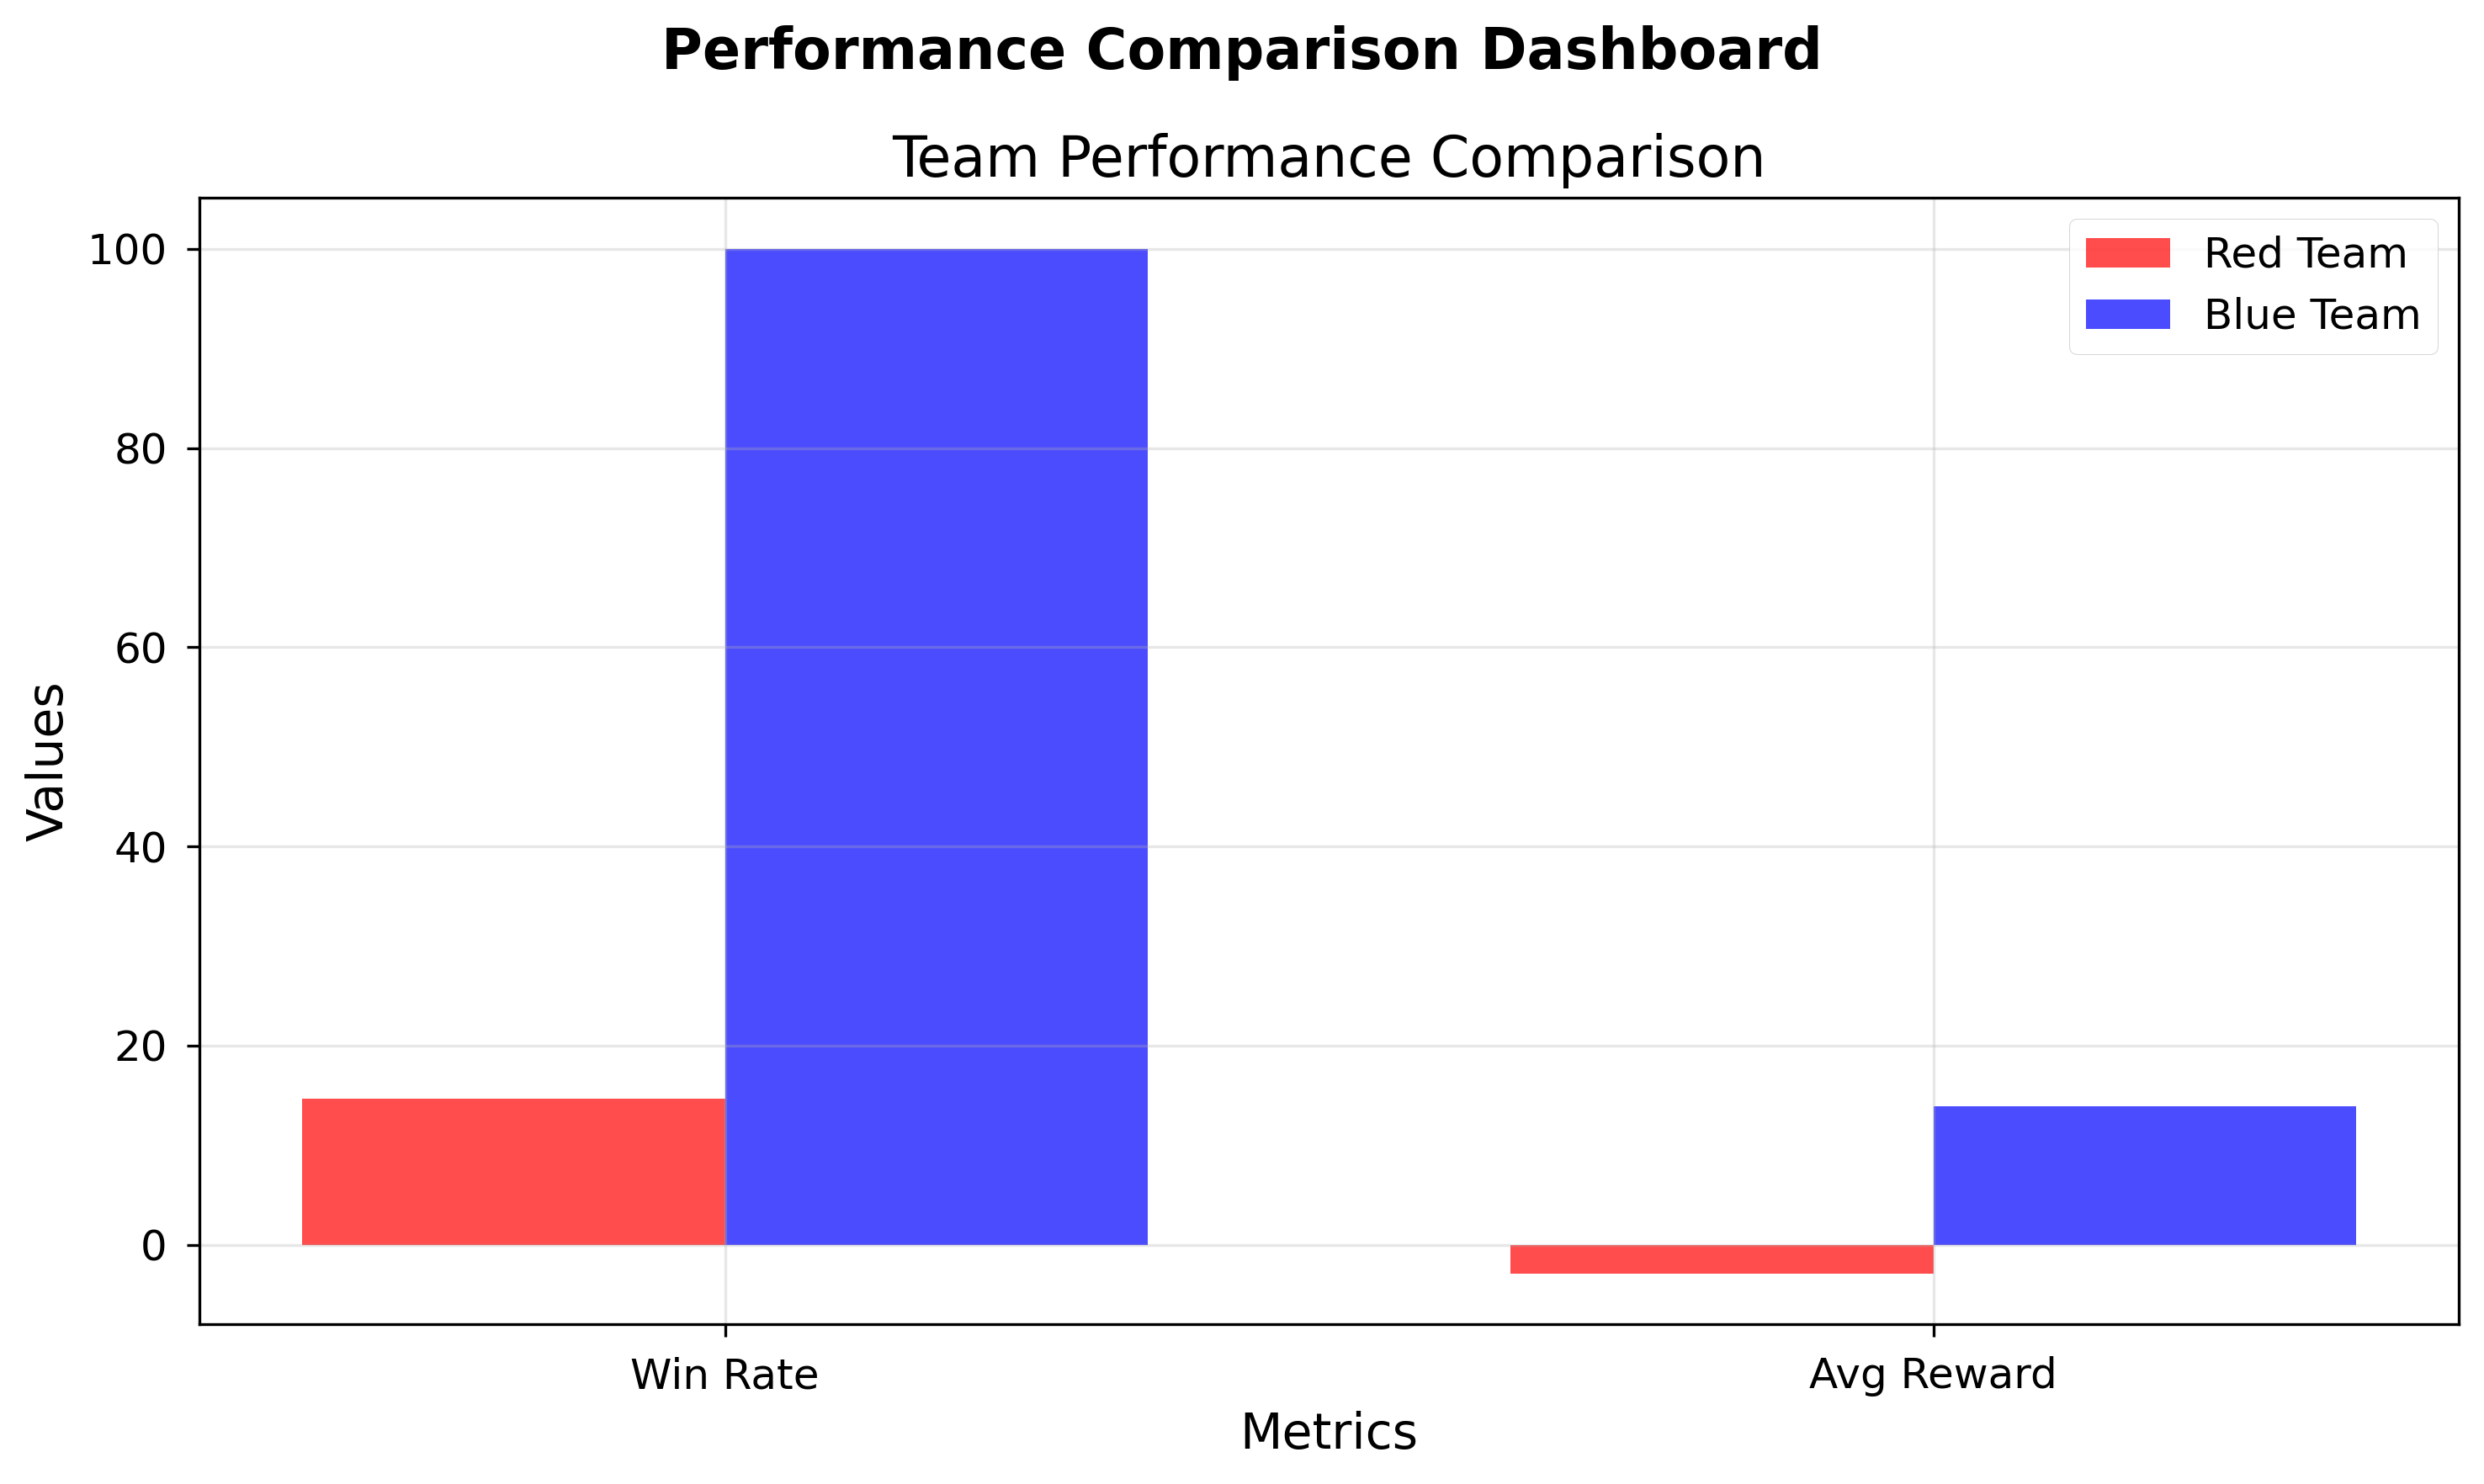 Performance Comparison Dashboard
Team Performance Comparison
Red Team
Blue Team
100
80
60
40
20
0
Values
Win Rate
Avg Reward
Metrics